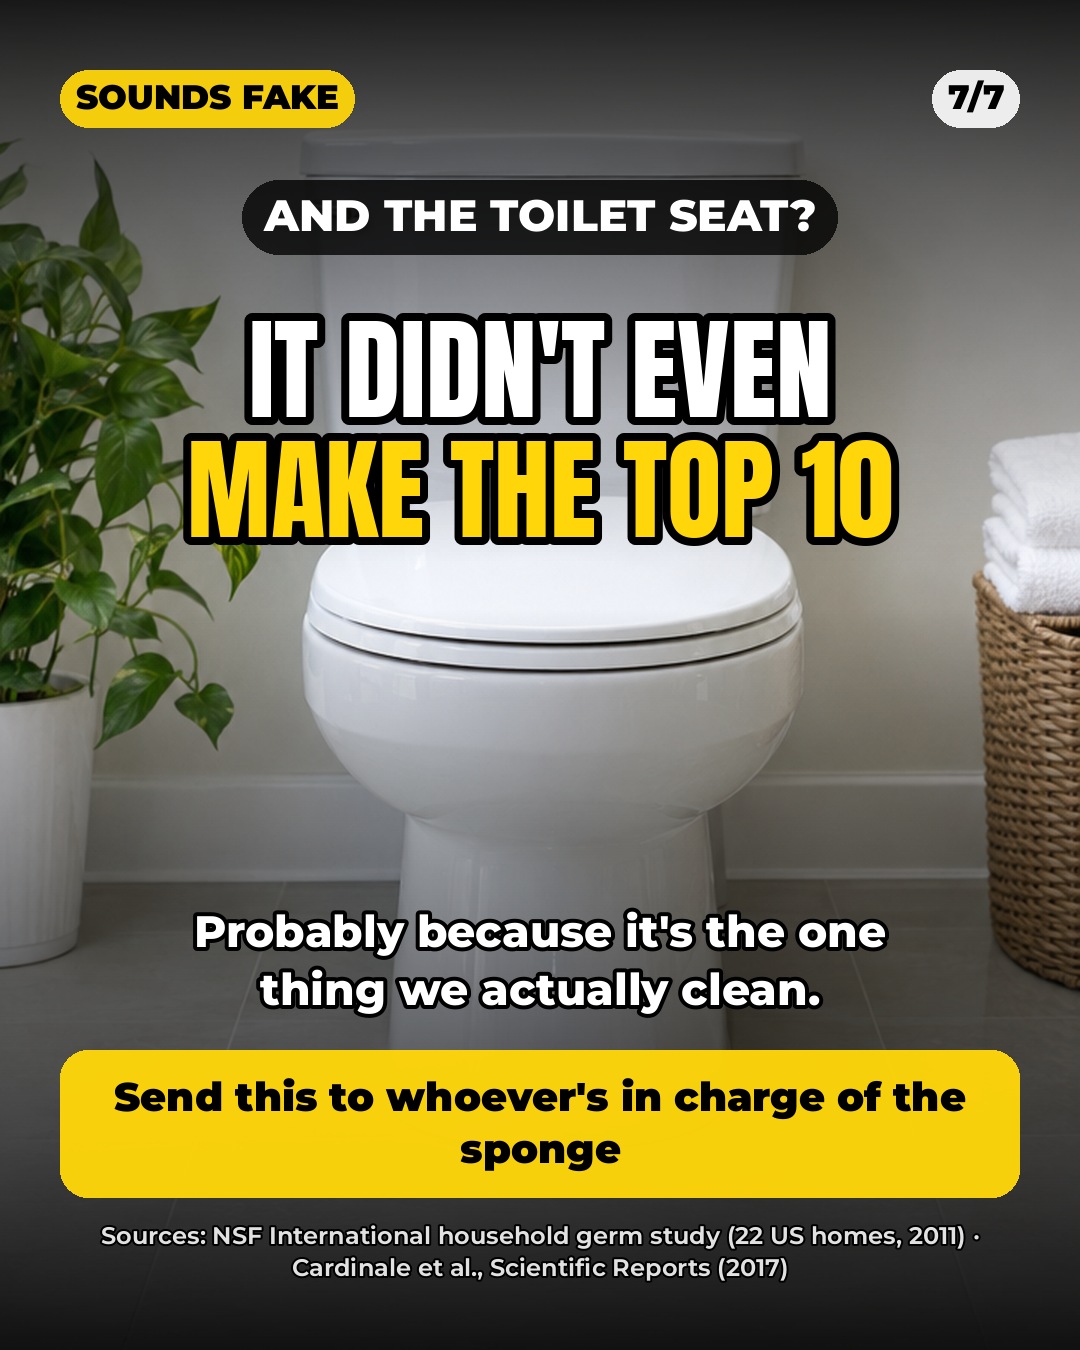 SOUNDS FAKE
7/7
AND THE TOILET SEAT?
IT DIDN'T EVEN
MAKE THE TOP 10
Probably because it's the one
thing we actually clean.
Send this to whoever's in charge of the
sponge
Sources: NSF International household germ study (22 US homes, 2011) ·
Cardinale et al., Scientific Reports (2017)